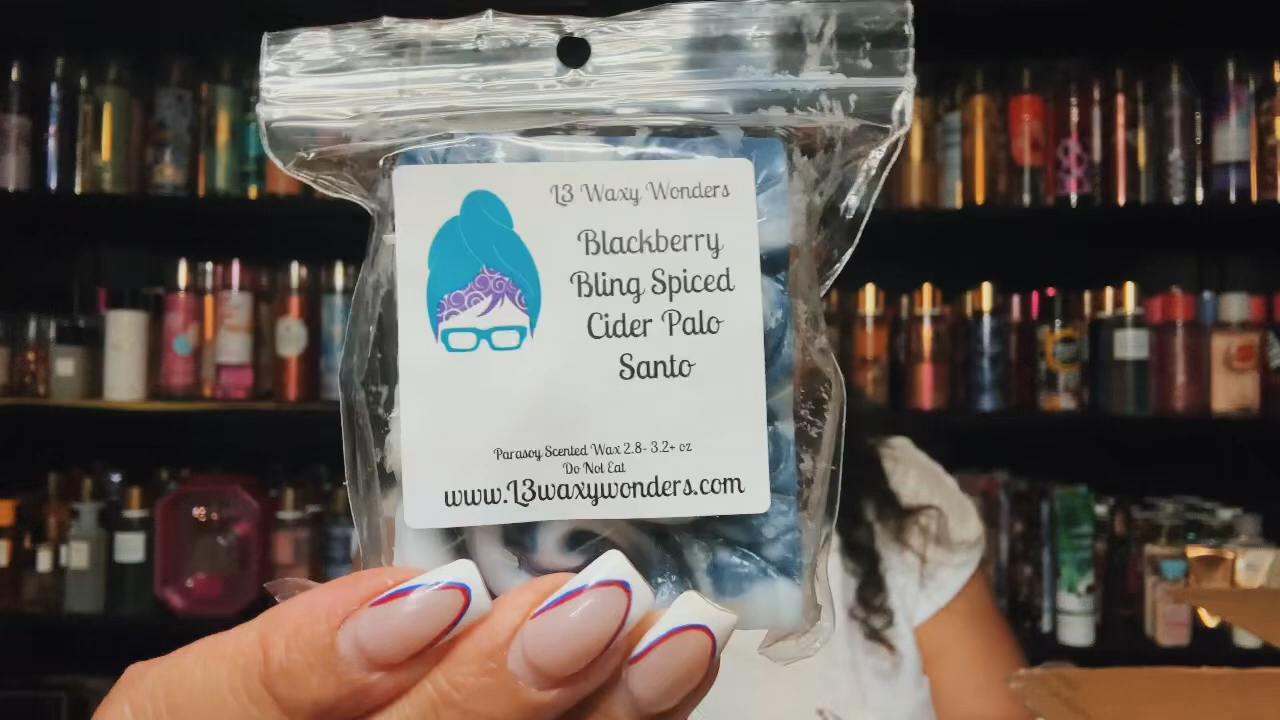 L3 Waxy Wonders
Blackberry
Bling Spiced
Cider Palo
Santo
Parasoy Scented Wax 2.8- 3.2+ oz
Do Not Eat
www.L3waxywonders.com